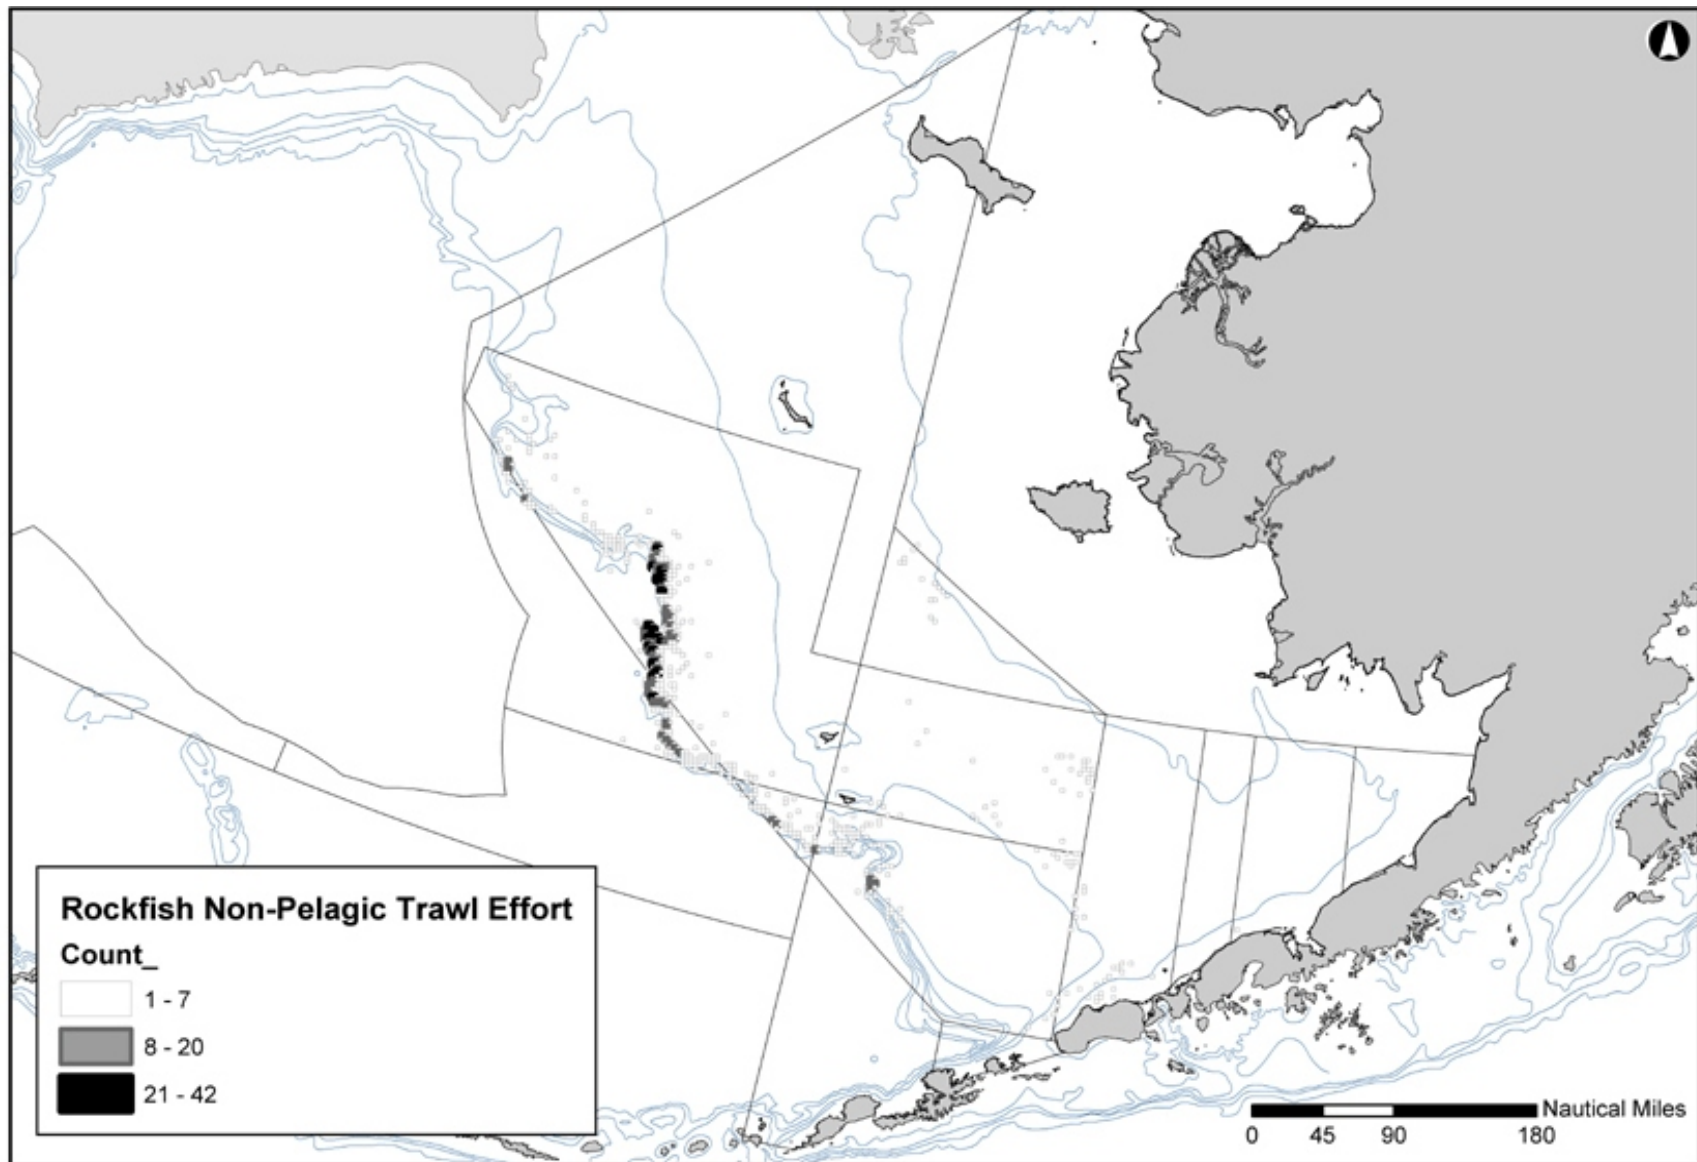 Rockfish Non-Pelagic Trawl Effort
Count_
1 - 7
8 - 20
21 - 42
Nautical Miles
0 45 90 180